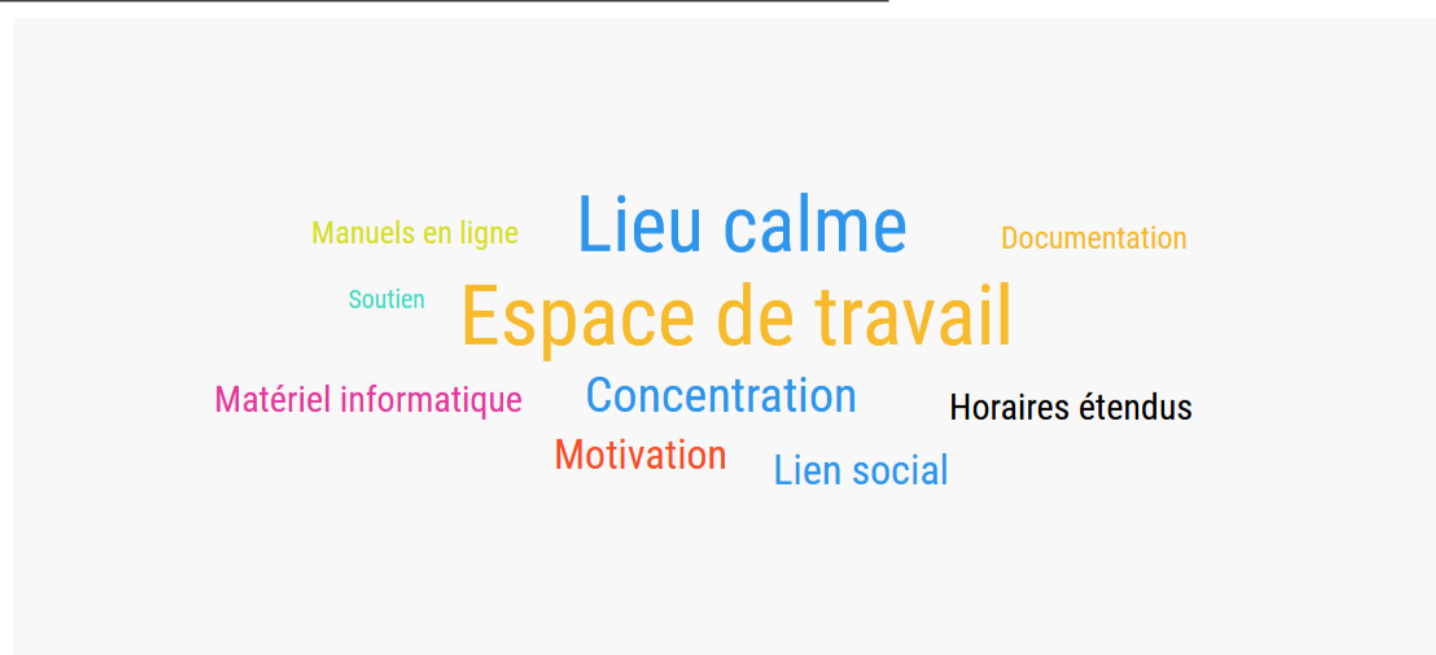 Lieu calme
Manuels en ligne
Documentation
Soutien
Espace de travail
Matériel informatique
Concentration
Horaires étendus
Motivation
Lien social